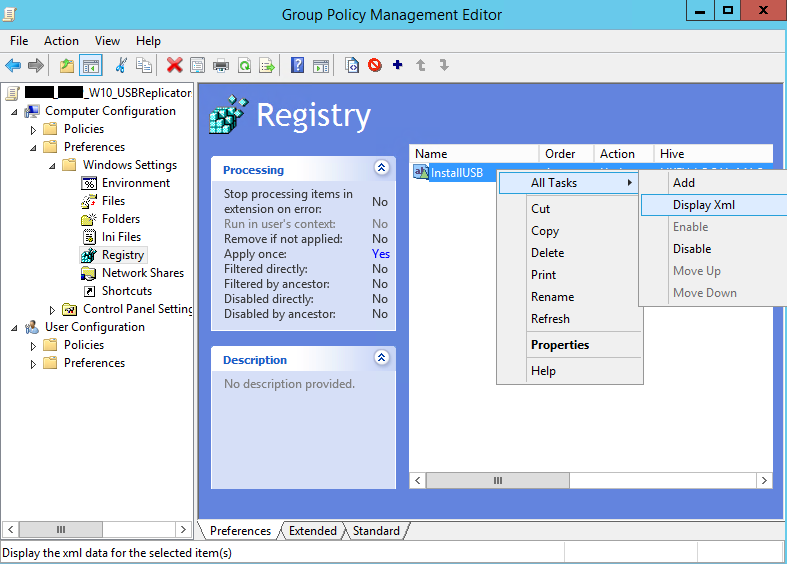 Group Policy Management Editor
File Action View Help
_W10_USBReplicator
Computer Configuration
Policies
Preferences
Windows Settings
Environment
Files
Folders
Ini Files
Registry
Network Shares
Shortcuts
Control Panel Setting
User Configuration
Policies
Preferences
Registry
Processing
Stop processing items in
extension on error: No
Run in user's context: No
Remove if not applied: No
Apply once: Yes
Filtered directly: No
Filtered by ancestor: No
Disabled directly: No
Disabled by ancestor: No
Description
No description provided.
Name Order Action Hive
InstallUSB
All Tasks
Cut
Copy
Delete
Print
Rename
Refresh
Properties
Help
Add
Display Xml
Enable
Disable
Move Up
Move Down
Preferences Extended Standard
Display the xml data for the selected item(s)